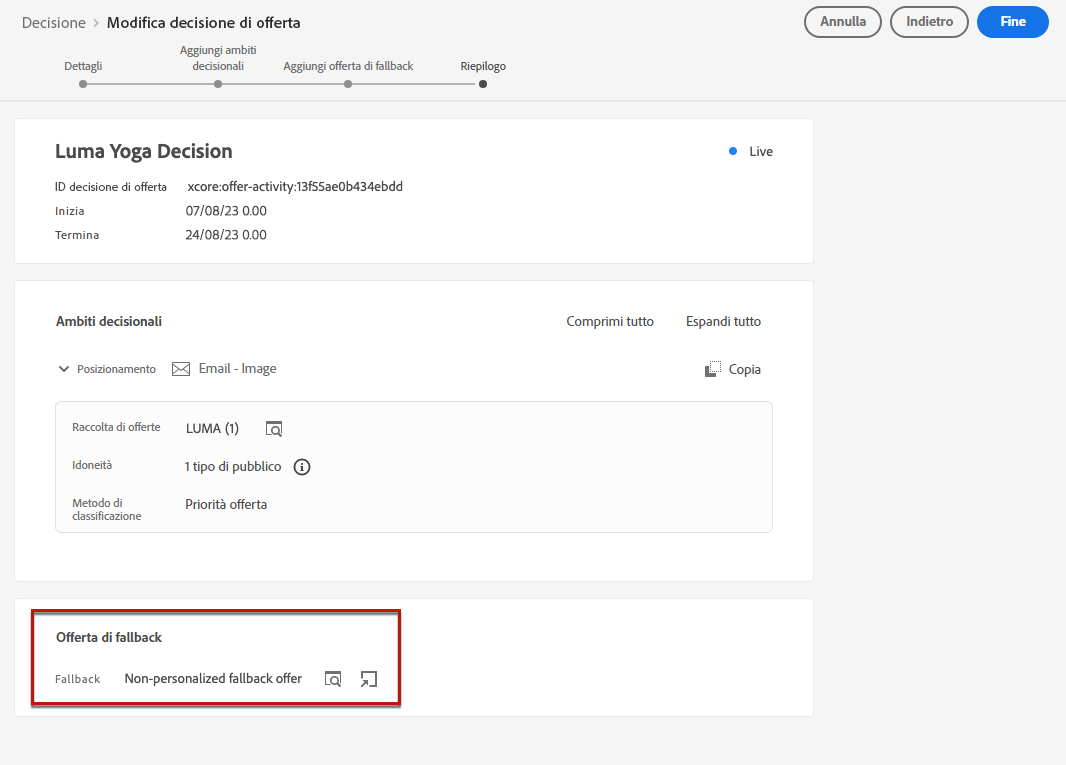 Decisione > Modifica decisione di offerta
Annulla
Indietro
Fine
Dettagli
Aggiungi ambiti
decisionali
Aggiungi offerta di fallback
Riepilogo
Luma Yoga Decision
Live
ID decisione di offerta xcore:offer-activity:13f55ae0b434ebdd
Inizia 07/08/23 0.00
Termina 24/08/23 0.00
Ambiti decisionali
Comprimi tutto
Espandi tutto
Posizionamento Email - Image
Copia
Raccolta di offerte LUMA (1)
Idoneità 1 tipo di pubblico
Metodo di
classificazione
Priorità offerta
Offerta di fallback
Fallback Non-personalized fallback offer